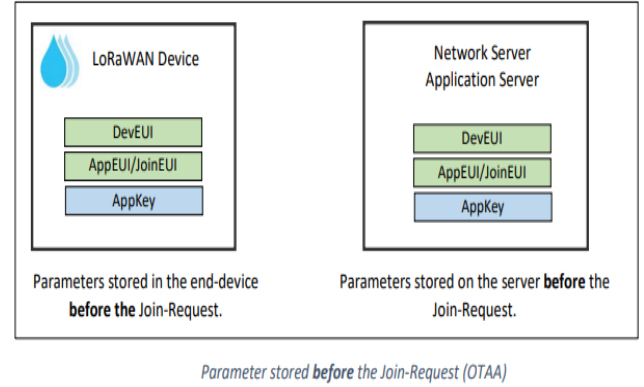 LoRaWAN Device
DevEUI
AppEUI/JoinEUI
AppKey
Parameters stored in the end-device
before the Join-Request.
Network Server
Application Server
DevEUI
AppEUI/JoinEUI
AppKey
Parameters stored on the server before the
Join-Request.
Parameter stored before the Join-Request (OTAA)